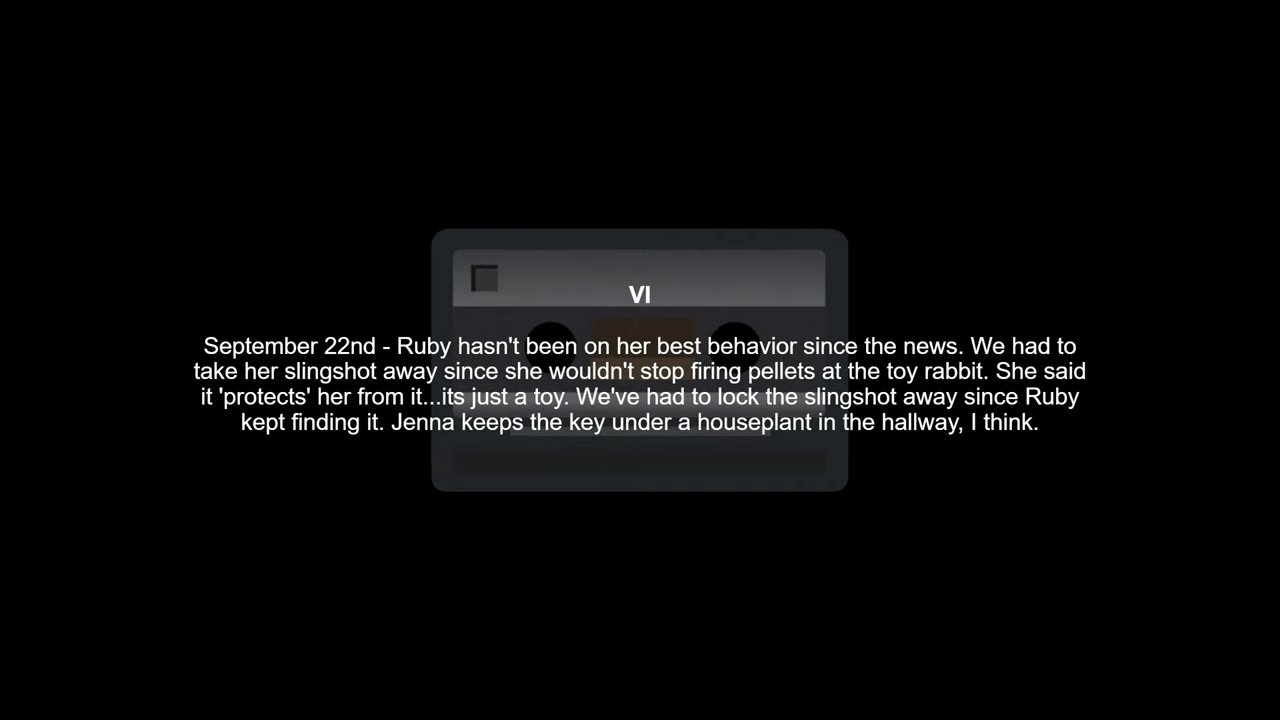 VI
September 22nd - Ruby hasn't been on her best behavior since the news. We had to
take her slingshot away since she wouldn't stop firing pellets at the toy rabbit. She said
it 'protects' her from it...its just a toy. We've had to lock the slingshot away since Ruby
kept finding it. Jenna keeps the key under a houseplant in the hallway, I think.